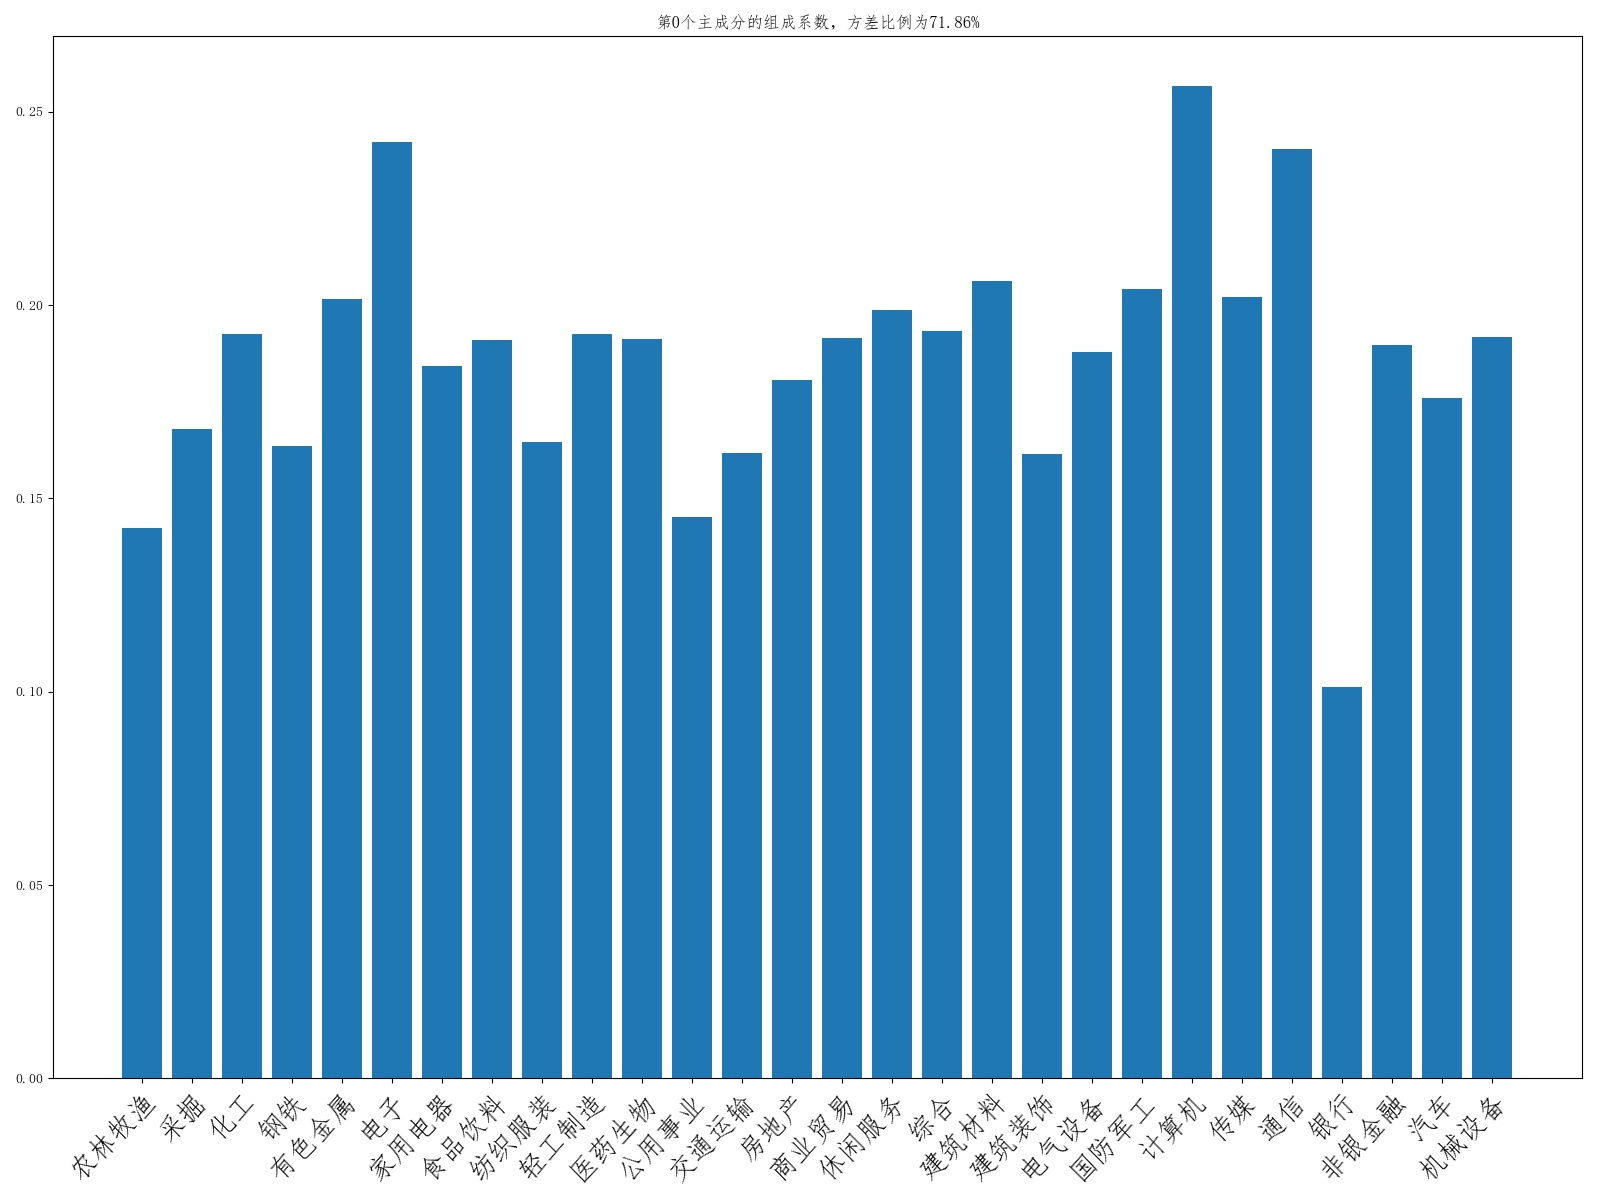 第0个主成分的组成系数，方差比例为71.86%
0.25
0.20
0.15
0.10
0.05
0.00
农林牧渔
采掘
化工
钢铁
有色金属
电子
家用电器
食品饮料
纺织服装
轻工制造
医药生物
公用事业
交通运输
房地产
商业贸易
休闲服务
综合
建筑材料
建筑装饰
电气设备
国防军工
计算机
传媒
通信
银行
非银金融
汽车
机械设备